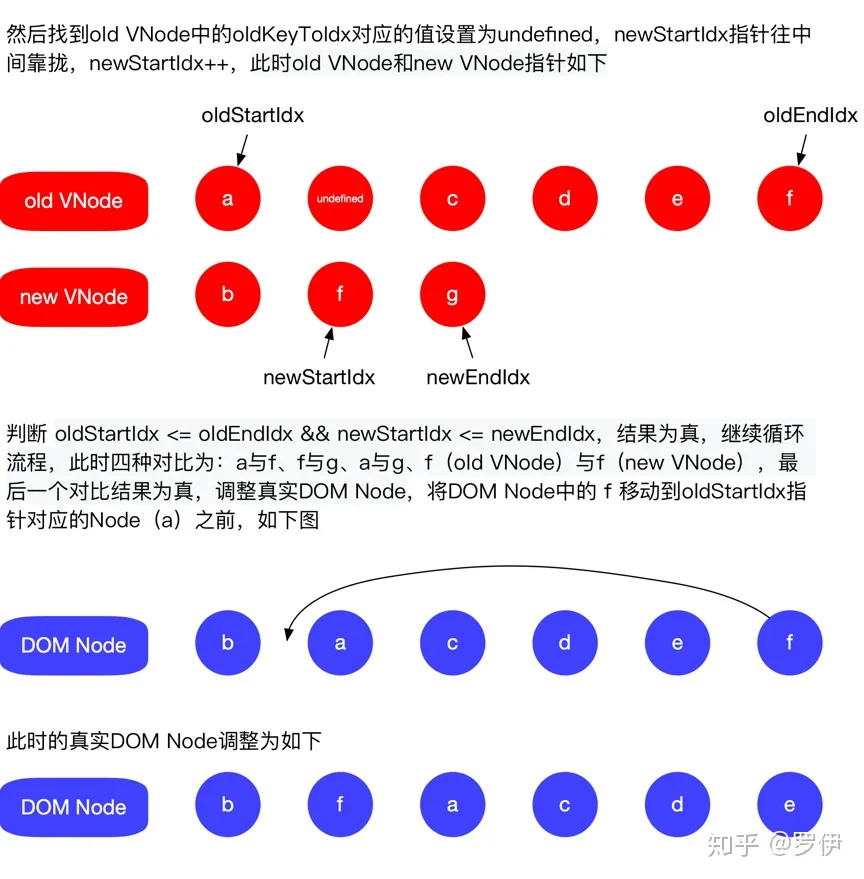 然后找到old VNode中的oldKeyToIdx对应的值设置为undefined，newStartIdx指针往中
间靠拢，newStartIdx++，此时old VNode和new VNode指针如下
oldStartIdx oldEndIdx
old VNode a undefined c d e f
new VNode b f g
newStartIdx newEndIdx
判断 oldStartIdx <= oldEndIdx && newStartIdx <= newEndIdx，结果为真，继续循环
流程，此时四种对比为：a与f、f与g、a与g、f（old VNode）与f（new VNode），最
后一个对比结果为真，调整真实DOM Node，将DOM Node中的 f 移动到oldStartIdx指
针对应的Node（a）之前，如下图
DOM Node b a c d e f
此时的真实DOM Node调整为如下
DOM Node b f a c d e
知乎 @罗伊